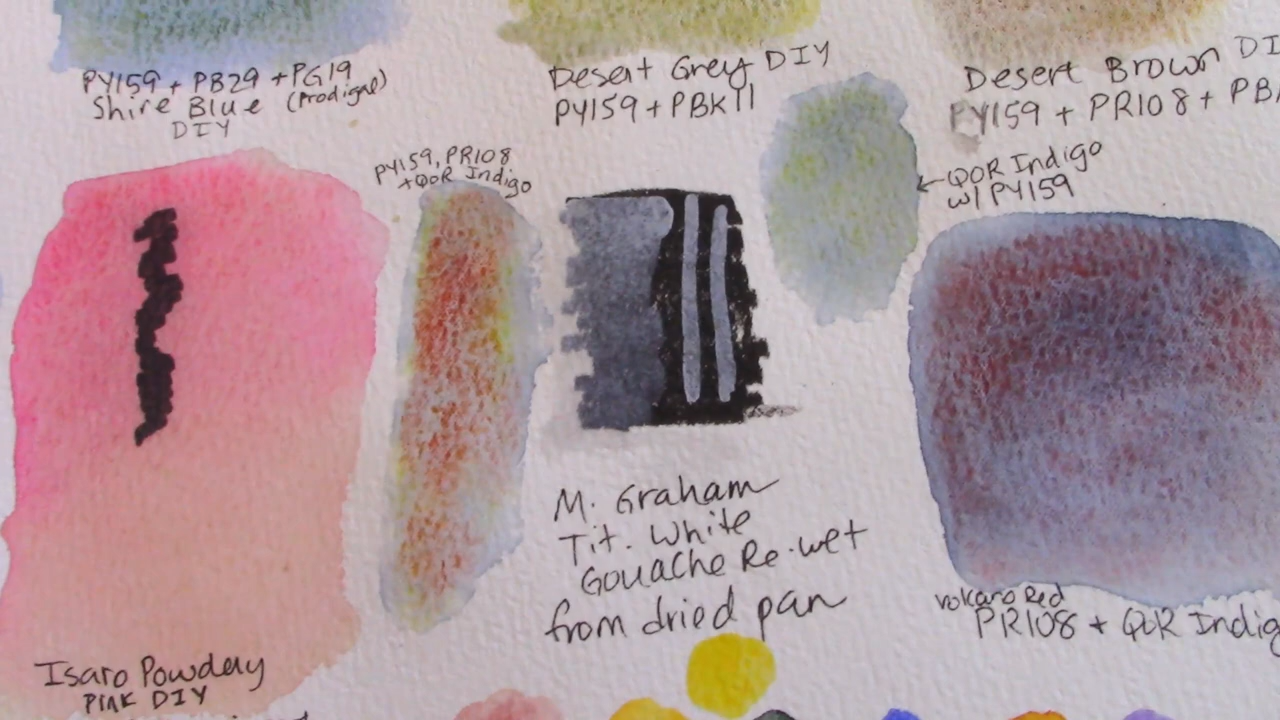 PY159 + PB29 + PG19
Shire Blue (Prodigal)
DIY
Desert Grey DIY
PY159 + PBK11
Desert Brown DI
PY159 + PR108 + PB
PY159, PR108
+QOR Indigo
QOR Indigo
w/ PY159
M. Graham
Tit. White
Gouache Re-wet
from dried pan
Volcano Red
PR108 + QOR Indig
Isaro Powdery
Pink DIY